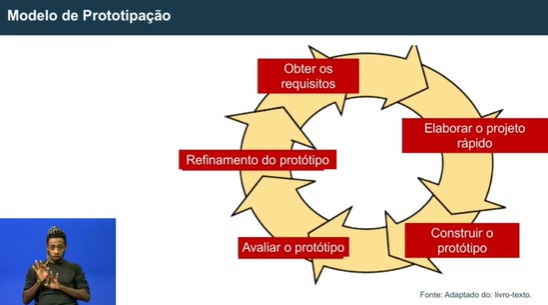 Modelo de Prototipação
Obter os
requisitos
Elaborar o projeto
rápido
Refinamento do protótipo
Avaliar o protótipo
Construir o
protótipo
Fonte: Adaptado do: livro-texto.